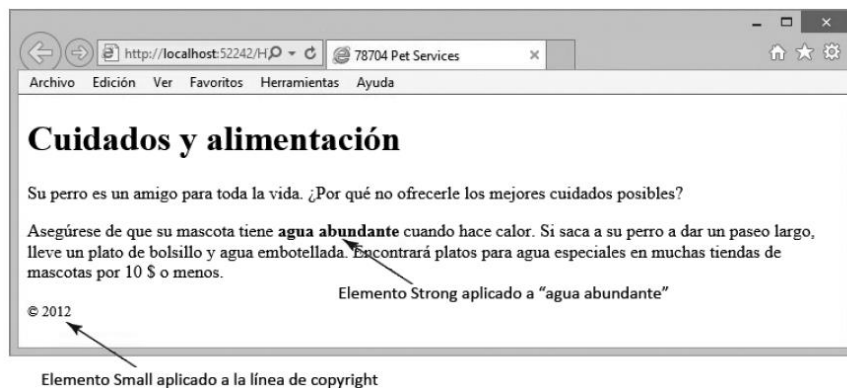 http://localhost:52242/H
78704 Pet Services
Archivo Edición Ver Favoritos Herramientas Ayuda
Cuidados y alimentación
Su perro es un amigo para toda la vida. ¿Por qué no ofrecerle los mejores cuidados posibles?
Asegúrese de que su mascota tiene agua abundante cuando hace calor. Si saca a su perro a dar un paseo largo,
lleve un plato de bolsillo y agua embotellada. Encontrará platos para agua especiales en muchas tiendas de
mascotas por 10 $ o menos.
Elemento Strong aplicado a “agua abundante”
© 2012
Elemento Small aplicado a la línea de copyright